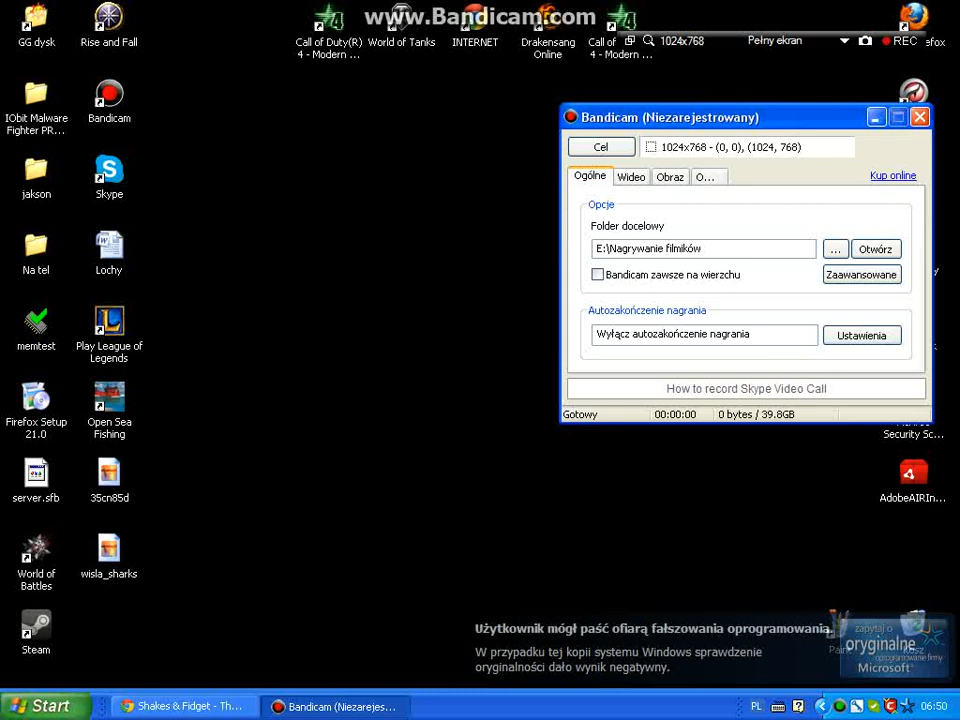 www.Bandicam.com
GG dysk
Rise and Fall
Call of Duty(R)
4 - Modern ...
World of Tanks
INTERNET
Drakensang
Online
Call of
4 - Modern ...
1024x768
Pełny ekran
REC
efox
IObit Malware
Fighter PR...
Bandicam
jakson
Skype
Na tel
Lochy
memtest
Play League of
Legends
Firefox Setup
21.0
Open Sea
Fishing
server.sfb
35cn85d
World of
Battles
wisla_sharks
Steam
Bandicam (Niezarejestrowany)
Cel
1024x768 - (0, 0), (1024, 768)
Ogólne
Wideo
Obraz
O...
Kup online
Opcje
Folder docelowy
E:\Nagrywanie filmików
...
Otwórz
Bandicam zawsze na wierzchu
Zaawansowane
Autozakończenie nagrania
Wyłącz autozakończenie nagrania
Ustawienia
How to record Skype Video Call
Gotowy
00:00:00
0 bytes / 39.8GB
Security Sc...
AdobeAIRIn...
Użytkownik mógł paść ofiarą fałszowania oprogramowania.
W przypadku tej kopii systemu Windows sprawdzenie
oryginalności dało wynik negatywny.
zapytaj o
oryginalne
oprogramowanie firmy
Microsoft
Start
Shakes & Fidget - Th...
Bandicam (Niezarejes...
PL
06:50